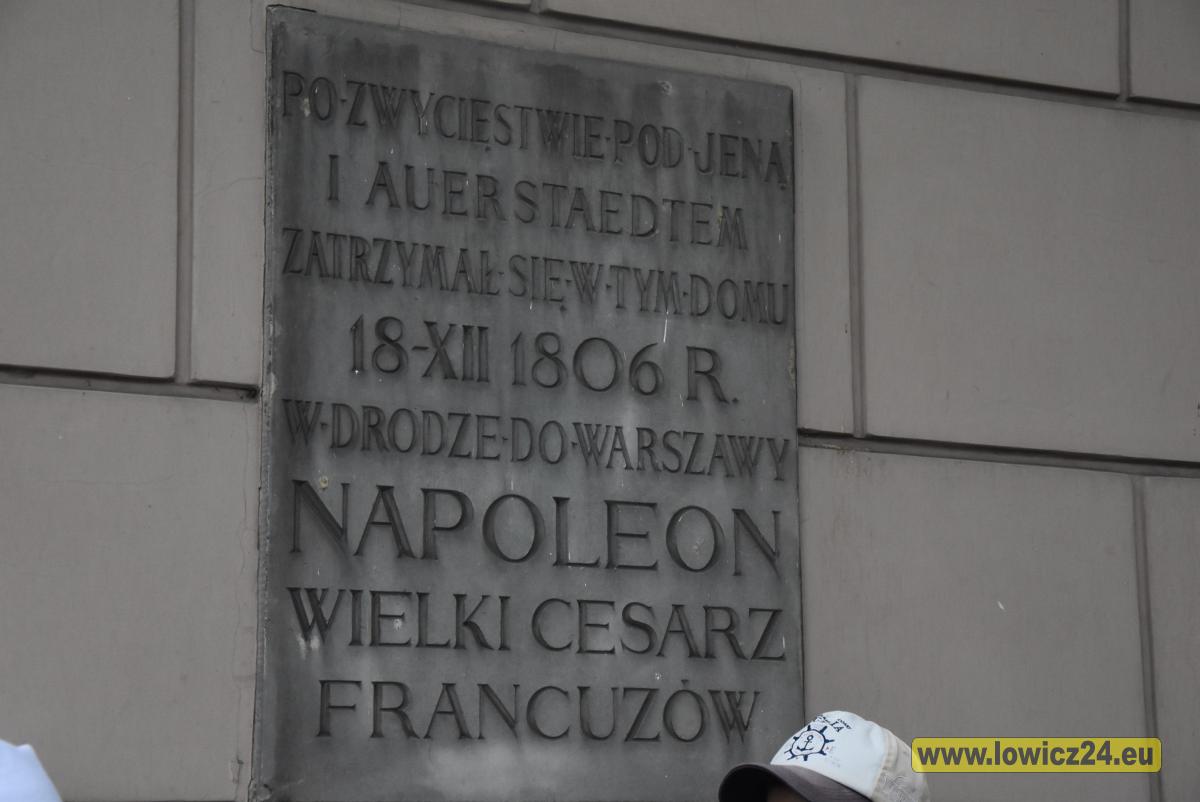 PO·ZWYCIĘSTWIE·POD·JENĄ
I AUERSTAEDTEM
ZATRZYMAŁ·SIĘ·W·TYM·DOMU
18-XII 1806 R.
W·DRODZE·DO·WARSZAWY
NAPOLEON
WIELKI CESARZ
FRANCUZÓW
www.lowicz24.eu